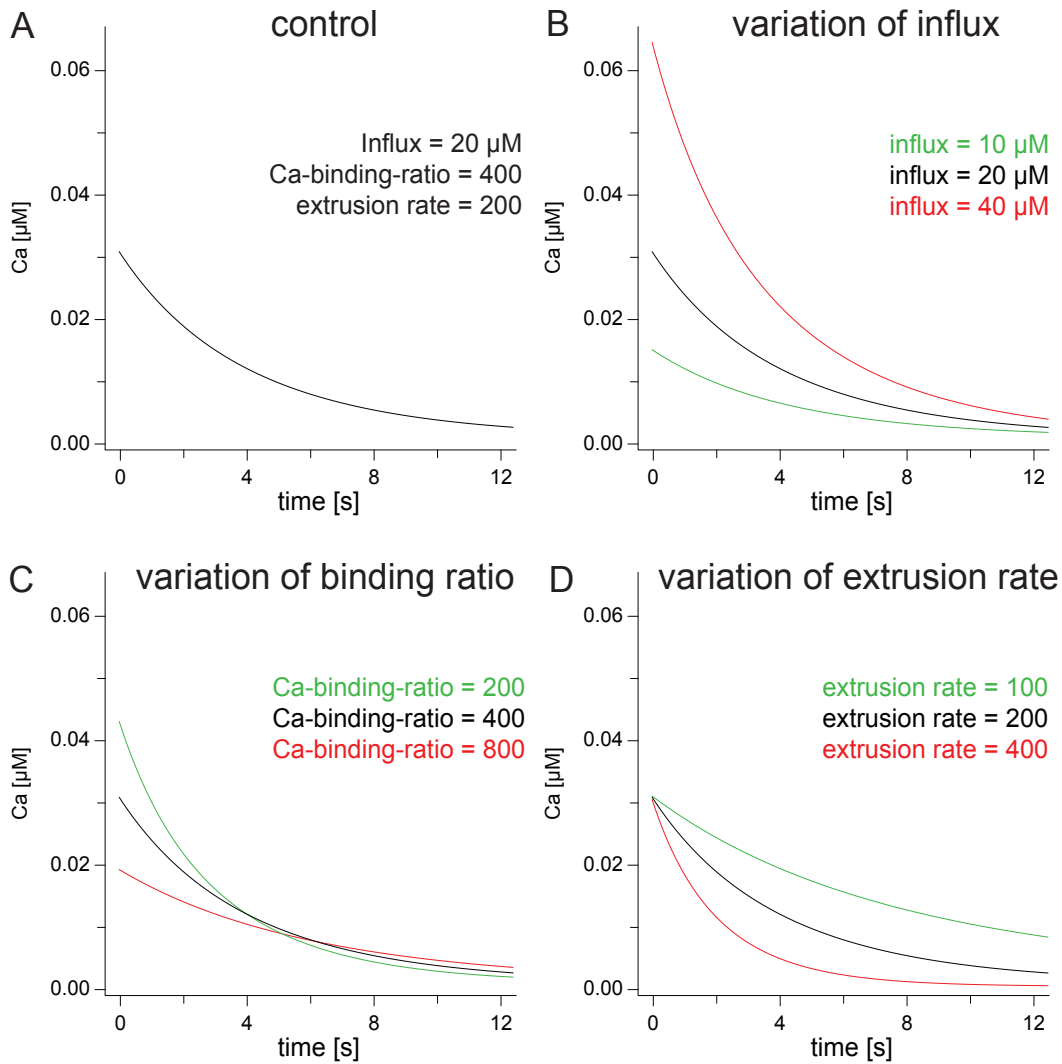 A
control
0.06
0.04
0.02
0.00
Ca [µM]
Influx = 20 µM
Ca-binding-ratio = 400
extrusion rate = 200
0
4
8
12
time [s]
B
variation of influx
0.06
0.04
0.02
0.00
Ca [µM]
influx = 10 µM
influx = 20 µM
influx = 40 µM
0
4
8
12
time [s]
C
variation of binding ratio
0.06
0.04
0.02
0.00
Ca [µM]
Ca-binding-ratio = 200
Ca-binding-ratio = 400
Ca-binding-ratio = 800
0
4
8
12
time [s]
D
variation of extrusion rate
0.06
0.04
0.02
0.00
Ca [µM]
extrusion rate = 100
extrusion rate = 200
extrusion rate = 400
0
4
8
12
time [s]